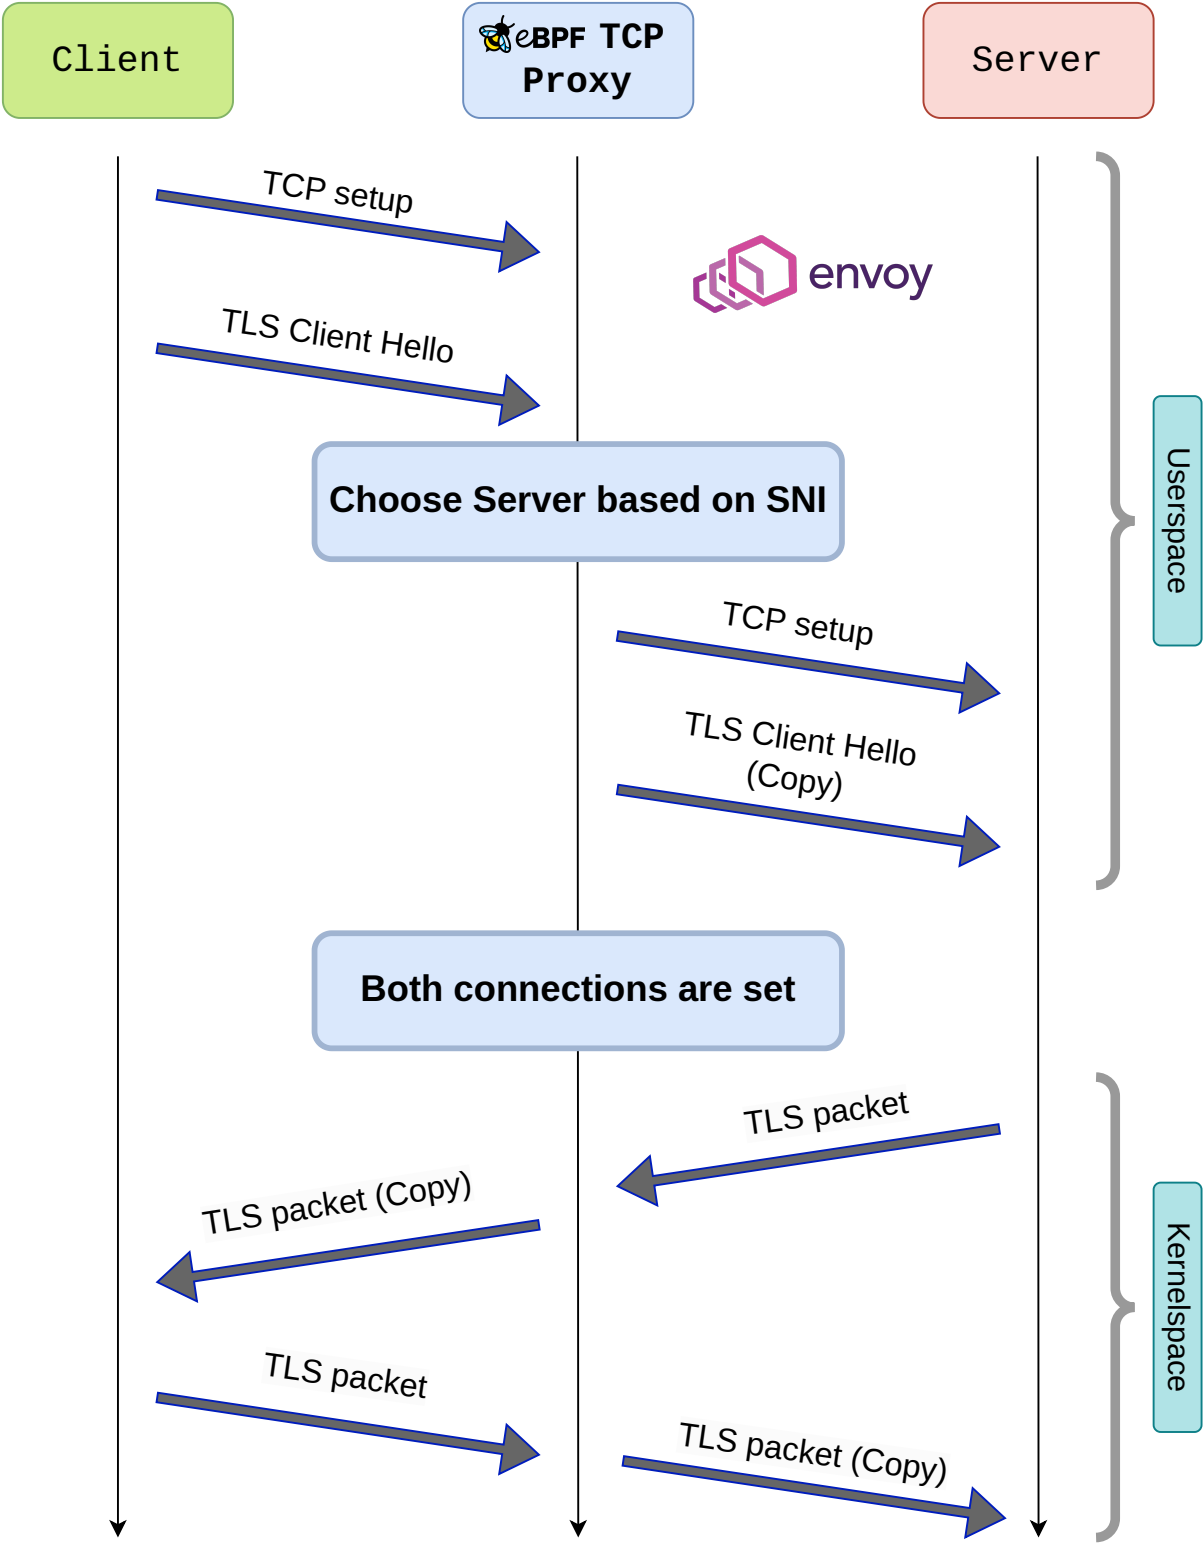 Client
eBPF TCP
Proxy
Server
TCP setup
envoy
TLS Client Hello
Choose Server based on SNI
Userspace
TCP setup
TLS Client Hello
(Copy)
Both connections are set
TLS packet
TLS packet (Copy)
Kernelspace
TLS packet
TLS packet (Copy)